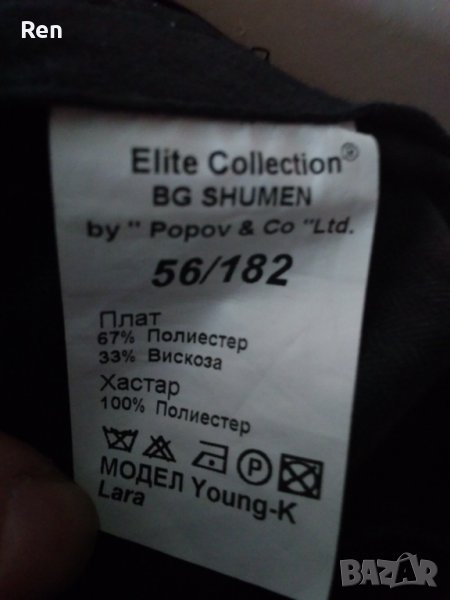 Ren
Elite Collection®
BG SHUMEN
by " Popov & Co "Ltd.
56/182
Плат
67% Полиестер
33% Вискоза
Хастар
100% Полиестер
P
МОДЕЛ Young-K
Lara
BAZAR